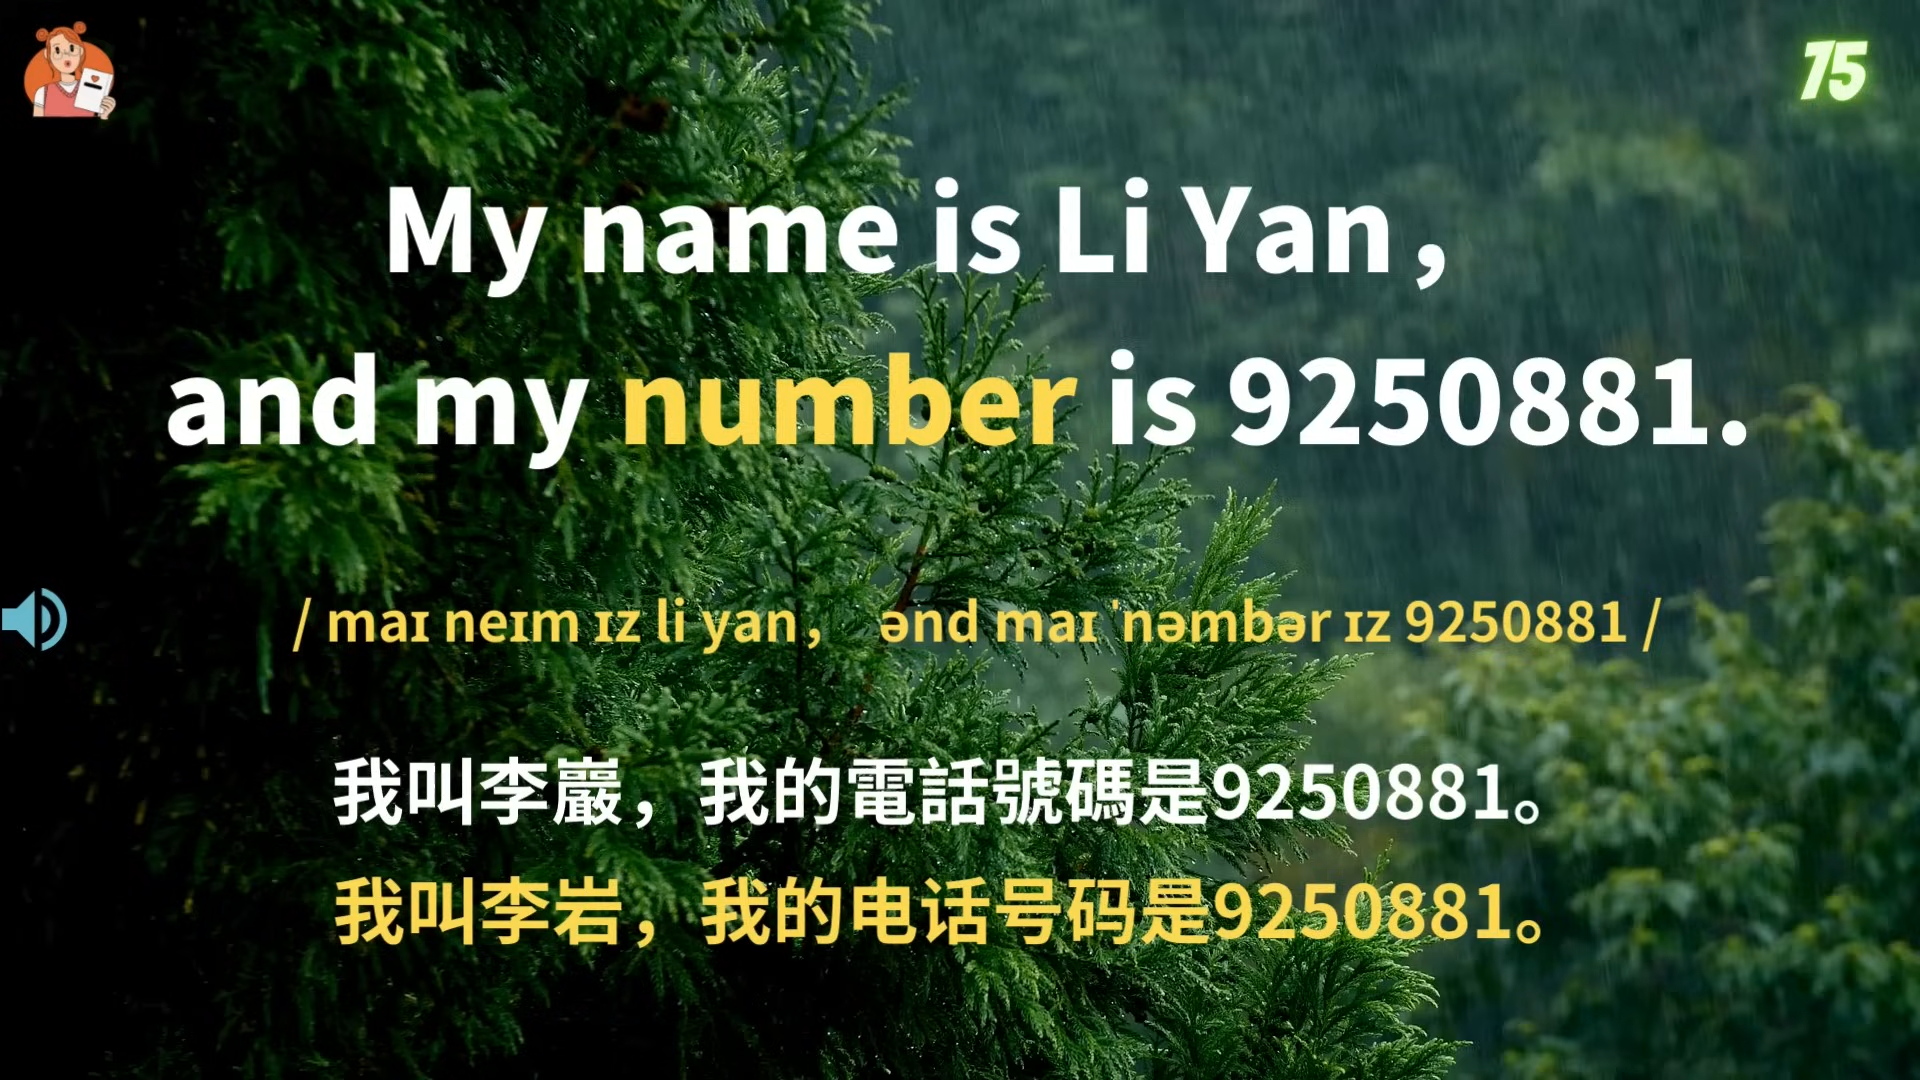 75
My name is Li Yan，
and my number is 9250881.
/ maɪ neɪm ɪz li yan， ənd maɪ ˈnəmbər ɪz 9250881 /
我叫李巖，我的電話號碼是9250881。
我叫李岩，我的电话号码是9250881。